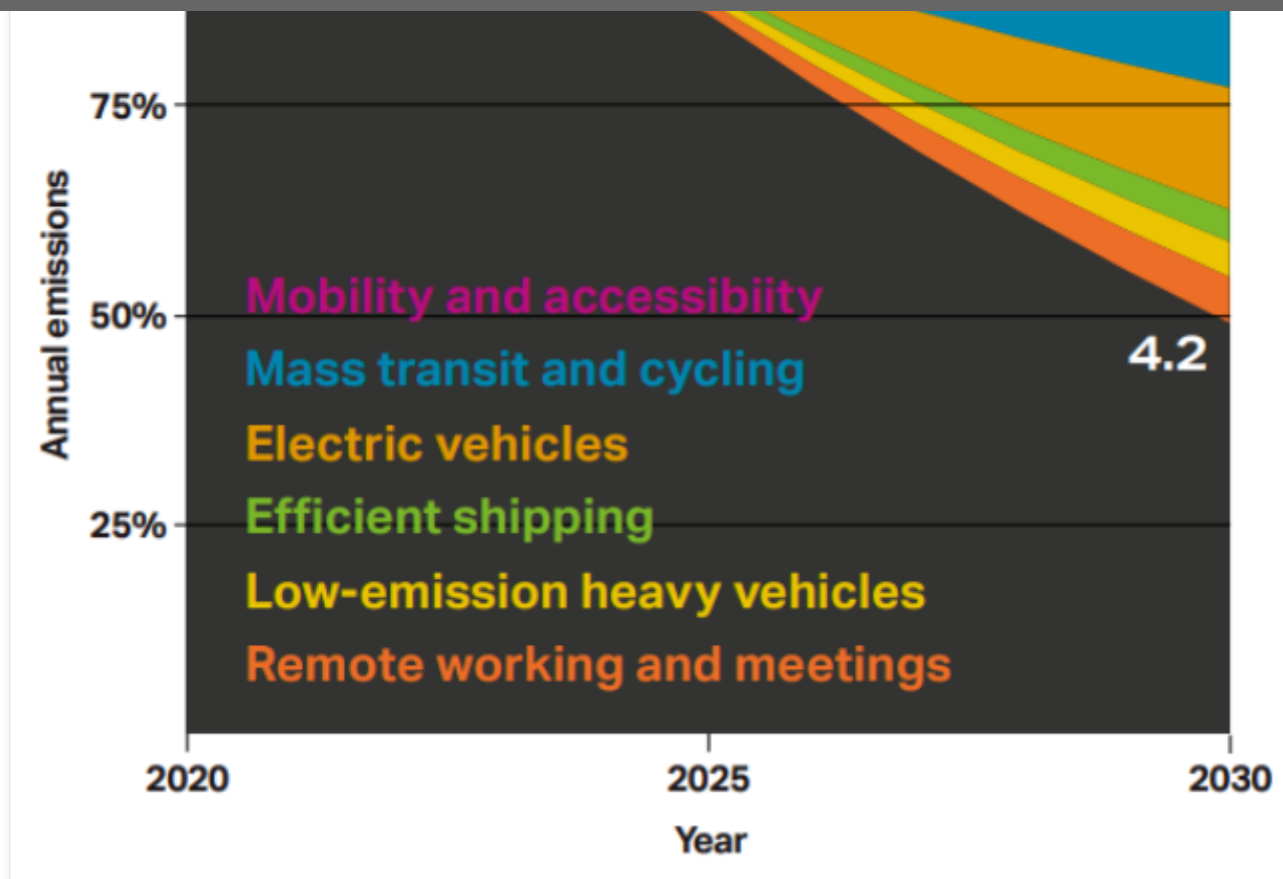 75%
Annual emissions
Mobility and accessibiity
50%
4.2
Mass transit and cycling
Electric vehicles
Efficient shipping
25%
Low-emission heavy vehicles
Remote working and meetings
2020
2025
2030
Year